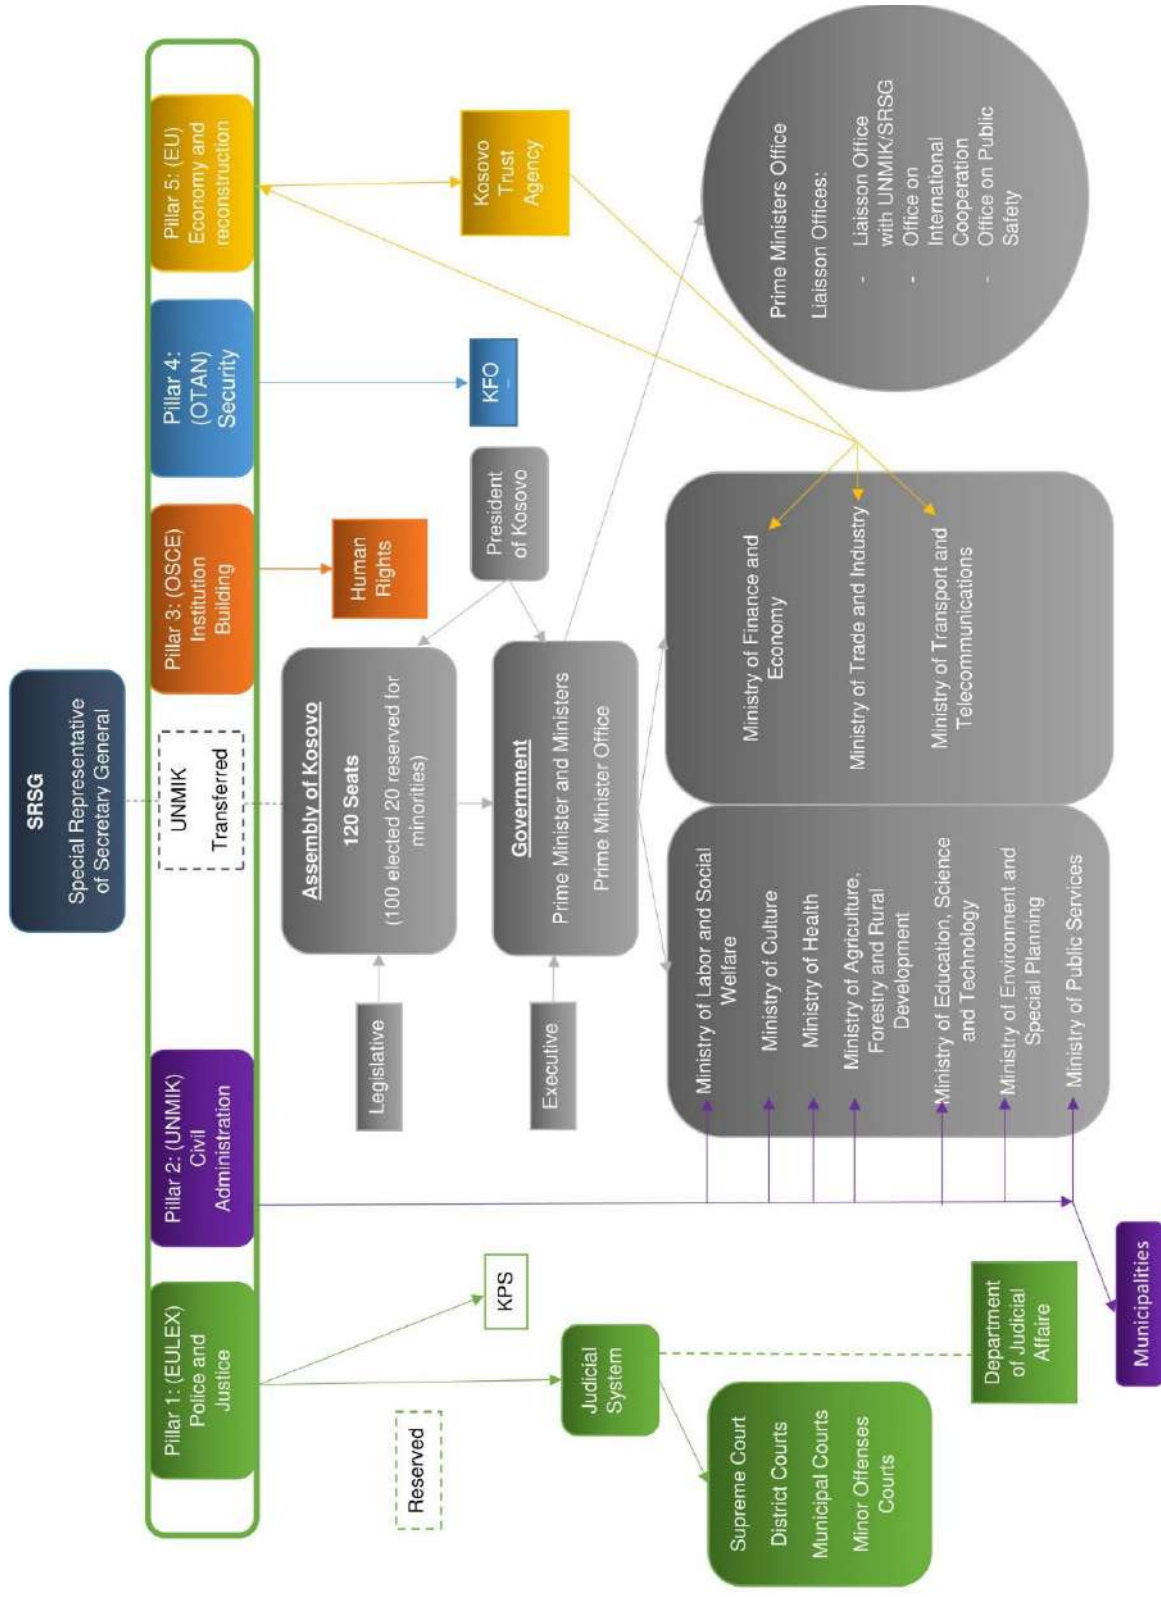 SRSG
Special Representative
of Secretary General
Pillar 1: (EULEX)
Police and
Justice
Pillar 2: (UNMIK)
Civil
Administration
UNMIK
Transferred
Pillar 3: (OSCE)
Institution
Building
Pillar 4:
(OTAN)
Security
Pillar 5: (EU)
Economy and
reconstruction
Reserved
KPS
Legislative
Assembly of Kosovo
120 Seats
(100 elected 20 reserved for
minorities)
Human
Rights
President
of Kosovo
KFO
Kosovo
Trust
Agency
Executive
Government
Prime Minister and Ministers
Prime Minister Office
Judicial
System
Supreme Court
District Courts
Municipal Courts
Minor Offenses
Courts
Department
of Judicial
Affaire
Municipalities
Ministry of Labor and Social
Welfare
Ministry of Culture
Ministry of Health
Ministry of Agriculture,
Forestry and Rural
Development
Ministry of Education, Science
and Technology
Ministry of Environment and
Special Planning
Ministry of Public Services
Ministry of Finance and
Economy
Ministry of Trade and Industry
Ministry of Transport and
Telecommunications
Prime Ministers Office
Liaisson Offices:
- Liaisson Office
with UNMIK/SRSG
- Office on
International
Cooperation
- Office on Public
Safety